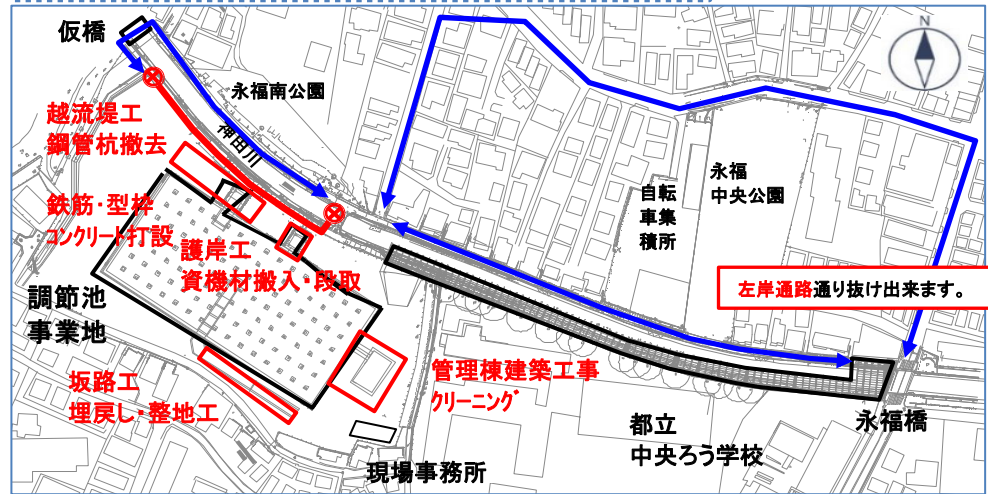 仮橋
N
永福南公園
越流堤工
鋼管杭撤去
神田川
永福
中央公園
自転
車集
積所
鉄筋・型枠
コンクリート打設
護岸工
資機材搬入・段取
左岸通路通り抜け出来ます。
調節池
事業地
管理棟建築工事
クリーニング
坂路工
埋戻し・整地工
都立
中央ろう学校
永福橋
現場事務所